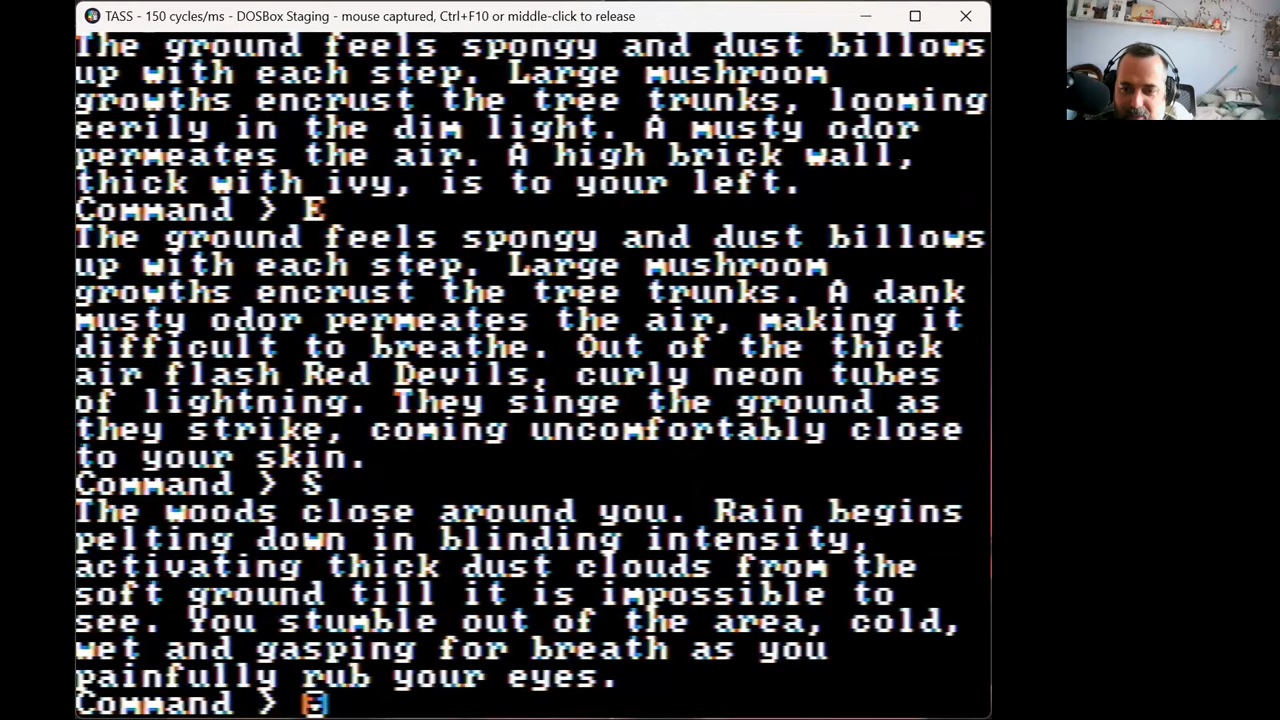 TASS - 150 cycles/ms - DOSBox Staging - mouse captured, Ctrl+F10 or middle-click to release
The ground feels spongy and dust billows
up with each step. Large mushroom
growths encrust the tree trunks, looming
eerily in the dim light. A musty odor
permeates the air. A high brick wall,
thick with ivy, is to your left.
Command > E
The ground feels spongy and dust billows
up with each step. Large mushroom
growths encrust the tree trunks. A dank
musty odor permeates the air, making it
difficult to breathe. Out of the thick
air flash Red Devils, curly neon tubes
of lightning. They singe the ground as
they strike, coming uncomfortably close
to your skin.
Command > S
The woods close around you. Rain begins
pelting down in blinding intensity,
activating thick dust clouds from the
soft ground till it is impossible to
see. You stumble out of the area, cold,
wet and gasping for breath as you
painfully rub your eyes.
Command >